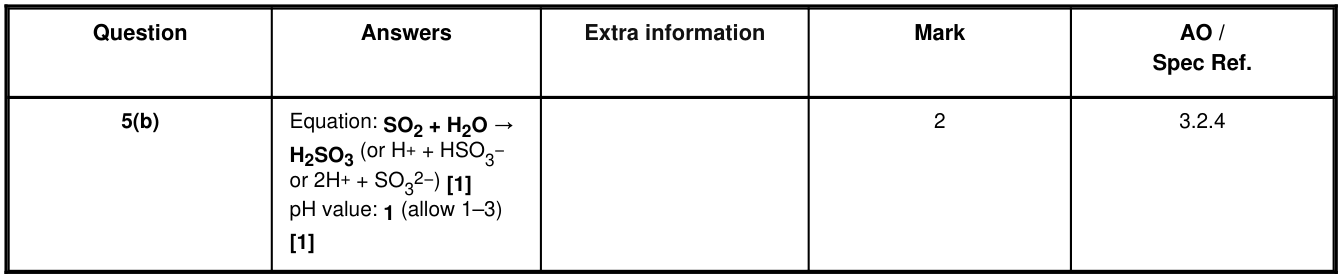 Question Answers Extra information Mark AO /
Spec Ref.
5(b) Equation: SO2 + H2O → 2 3.2.4
H2SO3 (or H+ + HSO3−
or 2H+ + SO32−) [1]
pH value: 1 (allow 1–3)
[1]